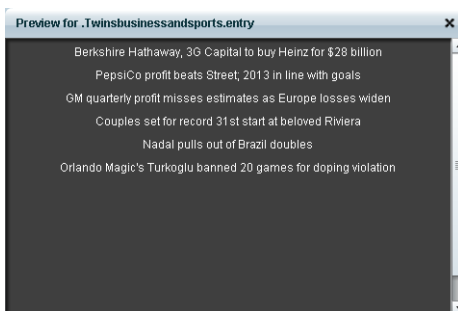 Preview for .Twinsbusinessandsports.entry
Berkshire Hathaway, 3G Capital to buy Heinz for $28 billion
PepsiCo profit beats Street; 2013 in line with goals
GM quarterly profit misses estimates as Europe losses widen
Couples set for record 31st start at beloved Riviera
Nadal pulls out of Brazil doubles
Orlando Magic's Turkoglu banned 20 games for doping violation